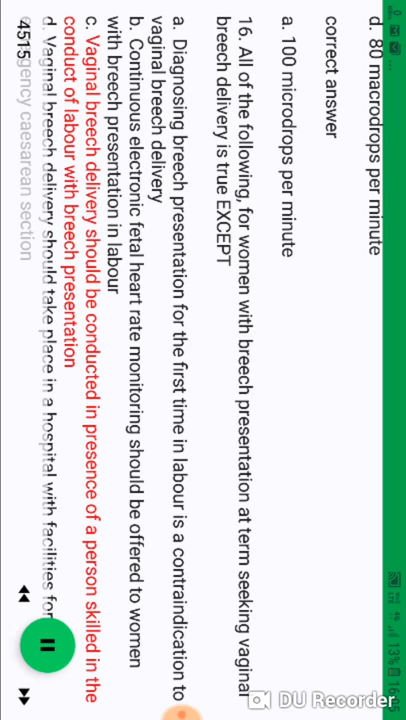 d. 80 macrodrops per minute
correct answer
a. 100 microdrops per minute
16. All of the following, for women with breech presentation at term seeking vaginal
breech delivery is true EXCEPT
a. Diagnosing breech presentation for the first time in labour is a contraindication to
vaginal breech delivery
b. Continuous electronic fetal heart rate monitoring should be offered to women
with breech presentation in labour
c. Vaginal breech delivery should be conducted in presence of a person skilled in the
conduct of labour with breech presentation
d. Vaginal breech delivery should take place in a hospital with facilities for
4515 gency caesarean section
DU Recorder
13%